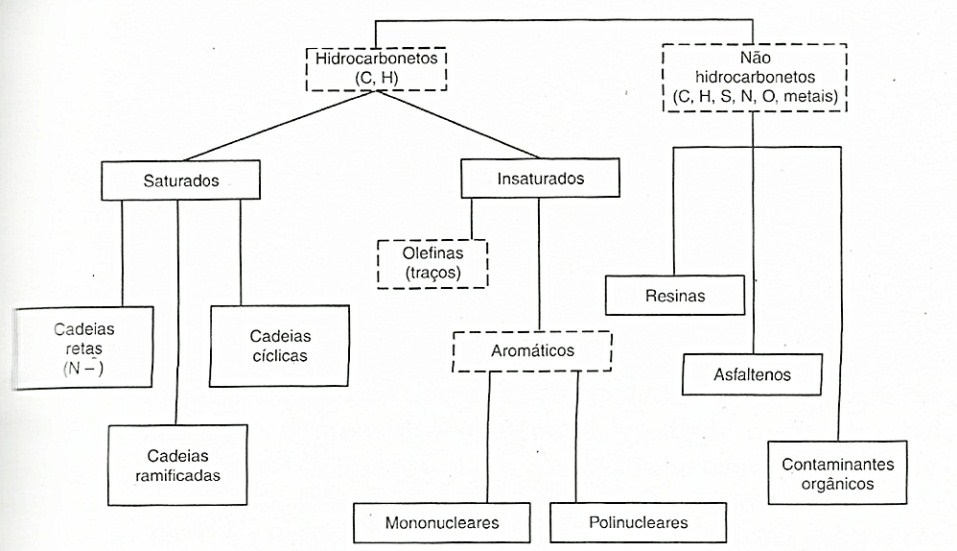 Hidrocarbonetos
(C, H)
Não
hidrocarbonetos
(C, H, S, N, O, metais)
Saturados
Insaturados
Olefinas
(traços)
Resinas
Cadeias
retas
(N – )
Cadeias
cíclicas
Aromáticos
Asfaltenos
Cadeias
ramificadas
Contaminantes
orgânicos
Mononucleares
Polinucleares